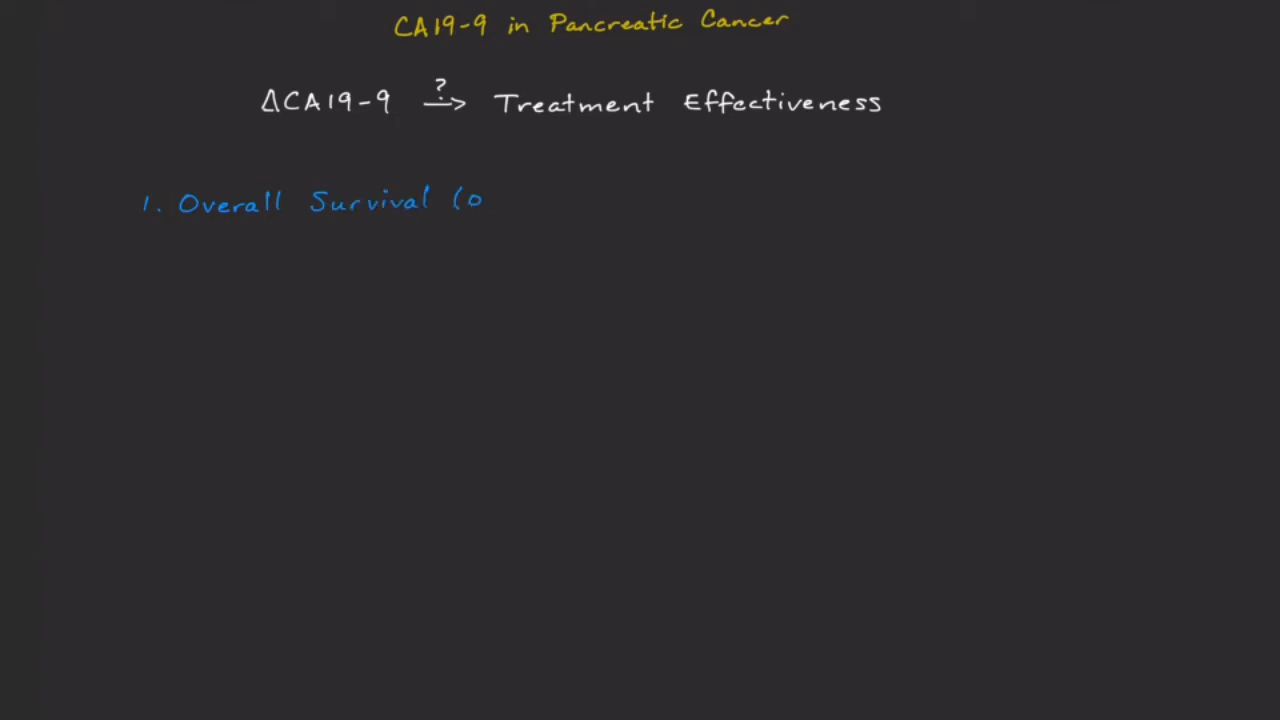 CA19-9 in Pancreatic Cancer
?
ΔCA19-9 -> Treatment Effectiveness
1. Overall Survival (o